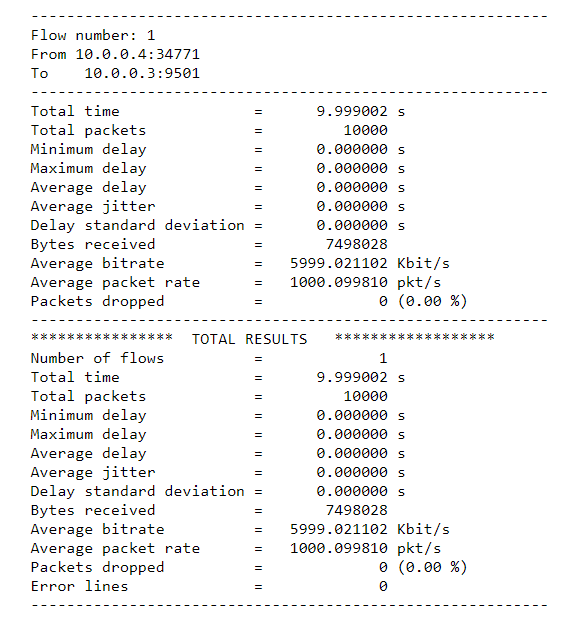 ----------------------------------------------------------
Flow number: 1
From 10.0.0.4:34771
To    10.0.0.3:9501
----------------------------------------------------------
Total time               =      9.999002 s
Total packets            =         10000
Minimum delay            =      0.000000 s
Maximum delay            =      0.000000 s
Average delay            =      0.000000 s
Average jitter           =      0.000000 s
Delay standard deviation =      0.000000 s
Bytes received           =       7498028
Average bitrate          =   5999.021102 Kbit/s
Average packet rate      =   1000.099810 pkt/s
Packets dropped          =             0 (0.00 %)
----------------------------------------------------------
****************  TOTAL RESULTS   ******************
Number of flows          =             1
Total time               =      9.999002 s
Total packets            =         10000
Minimum delay            =      0.000000 s
Maximum delay            =      0.000000 s
Average delay            =      0.000000 s
Average jitter           =      0.000000 s
Delay standard deviation =      0.000000 s
Bytes received           =       7498028
Average bitrate          =   5999.021102 Kbit/s
Average packet rate      =   1000.099810 pkt/s
Packets dropped          =             0 (0.00 %)
Error lines              =             0
----------------------------------------------------------